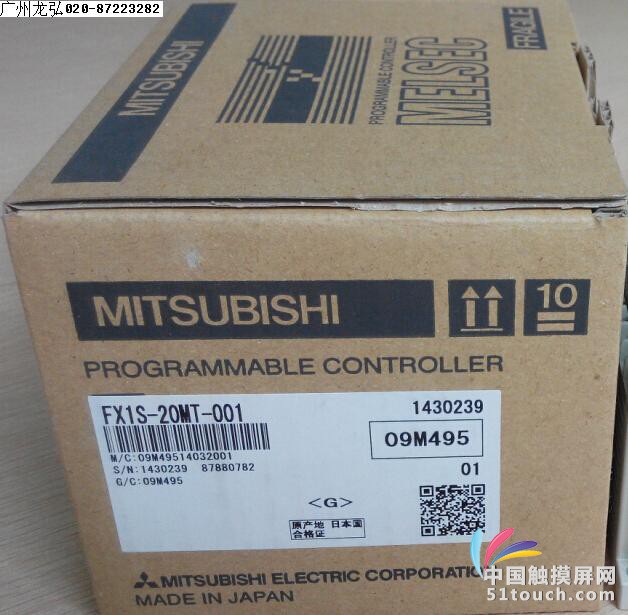 广州龙弘020-87223282
MITSUBISHI
PROGRAMMABLE CONTROLLER
MELSEC
FRAGILE
MITSUBISHI
10
PROGRAMMABLE CONTROLLER
FX1S-20MT-001
1430239
M/C:09M49514032001
09M495
S/N:1430239 87880782
01
G/C:09M495
<G>
原产地 日本国
合格证
MITSUBISHI ELECTRIC CORPORATION
MADE IN JAPAN
中国触摸屏网
51touch.com